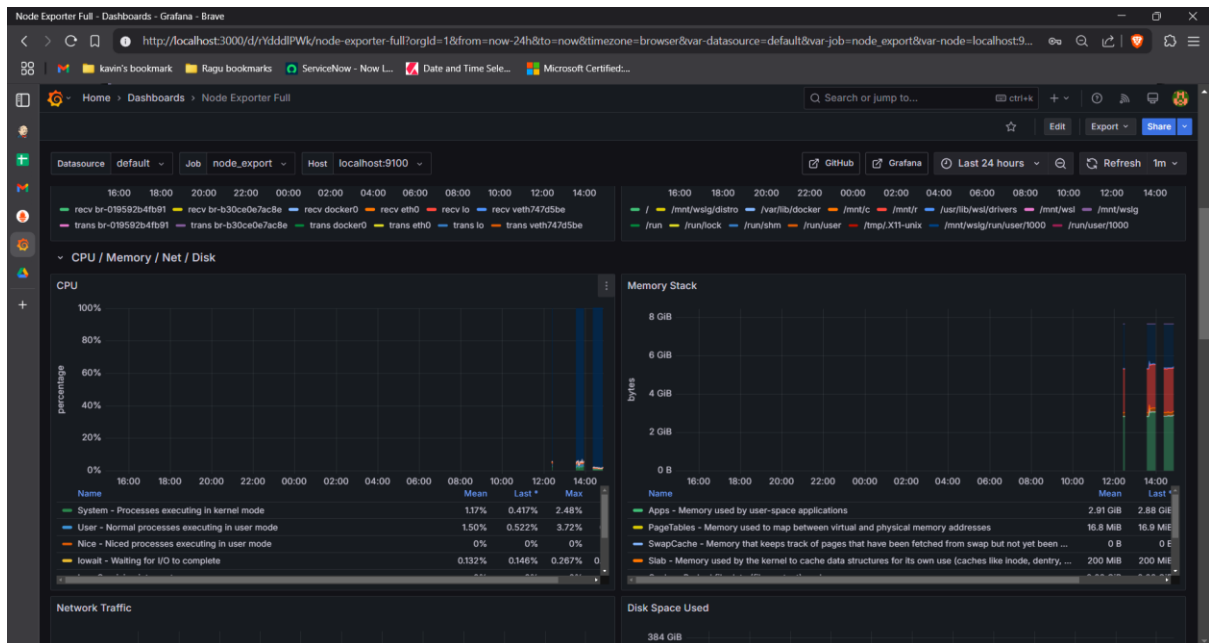 Node Exporter Full - Dashboards - Grafana - Brave
http://localhost:3000/d/rYdddlPWk/node-exporter-full?orgId=1&from=now-24h&to=now&timezone=browser&var-datasource=default&var-job=node_export&var-node=localhost:9...
kavin's bookmark Ragu bookmarks ServiceNow - Now L... Date and Time Sele... Microsoft Certified:...
Home > Dashboards > Node Exporter Full Search or jump to... ctrl+k
Edit Export Share
Datasource default Job node_export Host localhost:9100 GitHub Grafana Last 24 hours Refresh 1m
16:00 18:00 20:00 22:00 00:00 02:00 04:00 06:00 08:00 10:00 12:00 14:00
recv br-019592b4fb91 recv br-b30ce0e7ac8e recv docker0 recv eth0 recv lo recv veth747d5be
trans br-019592b4fb91 trans br-b30ce0e7ac8e trans docker0 trans eth0 trans lo trans veth747d5be
16:00 18:00 20:00 22:00 00:00 02:00 04:00 06:00 08:00 10:00 12:00 14:00
/ /mnt/wslg/distro /var/lib/docker /mnt/c /mnt/r /usr/lib/wsl/drivers /mnt/wsl /mnt/wslg
/run /run/lock /run/shm /run/user /tmp/.X11-unix /mnt/wslg/run/user/1000 /run/user/1000
CPU / Memory / Net / Disk
CPU
100%
80%
60%
40%
20%
0%
percentage
16:00 18:00 20:00 22:00 00:00 02:00 04:00 06:00 08:00 10:00 12:00 14:00
Name Mean Last * Max
System - Processes executing in kernel mode 1.17% 0.417% 2.48%
User - Normal processes executing in user mode 1.50% 0.522% 3.72%
Nice - Niced processes executing in user mode 0% 0% 0%
Iowait - Waiting for I/O to complete 0.132% 0.146% 0.267% 0
Memory Stack
8 GiB
6 GiB
4 GiB
2 GiB
0 B
bytes
16:00 18:00 20:00 22:00 00:00 02:00 04:00 06:00 08:00 10:00 12:00 14:00
Name Mean Last *
Apps - Memory used by user-space applications 2.91 GiB 2.88 GiB
PageTables - Memory used to map between virtual and physical memory addresses 16.8 MiB 16.9 MiB
SwapCache - Memory that keeps track of pages that have been fetched from swap but not yet been ... 0 B 0 B
Slab - Memory used by the kernel to cache data structures for its own use (caches like inode, dentry, ... 200 MiB 200 MiB
Network Traffic
Disk Space Used
384 GiB